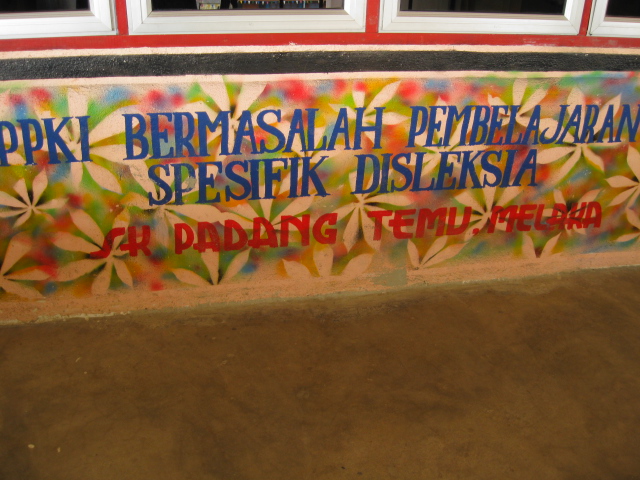 PPKI BERMASALAH PEMBELAJARAN
SPESIFIK DISLEKSIA
SK PADANG TEMU. MELAKA